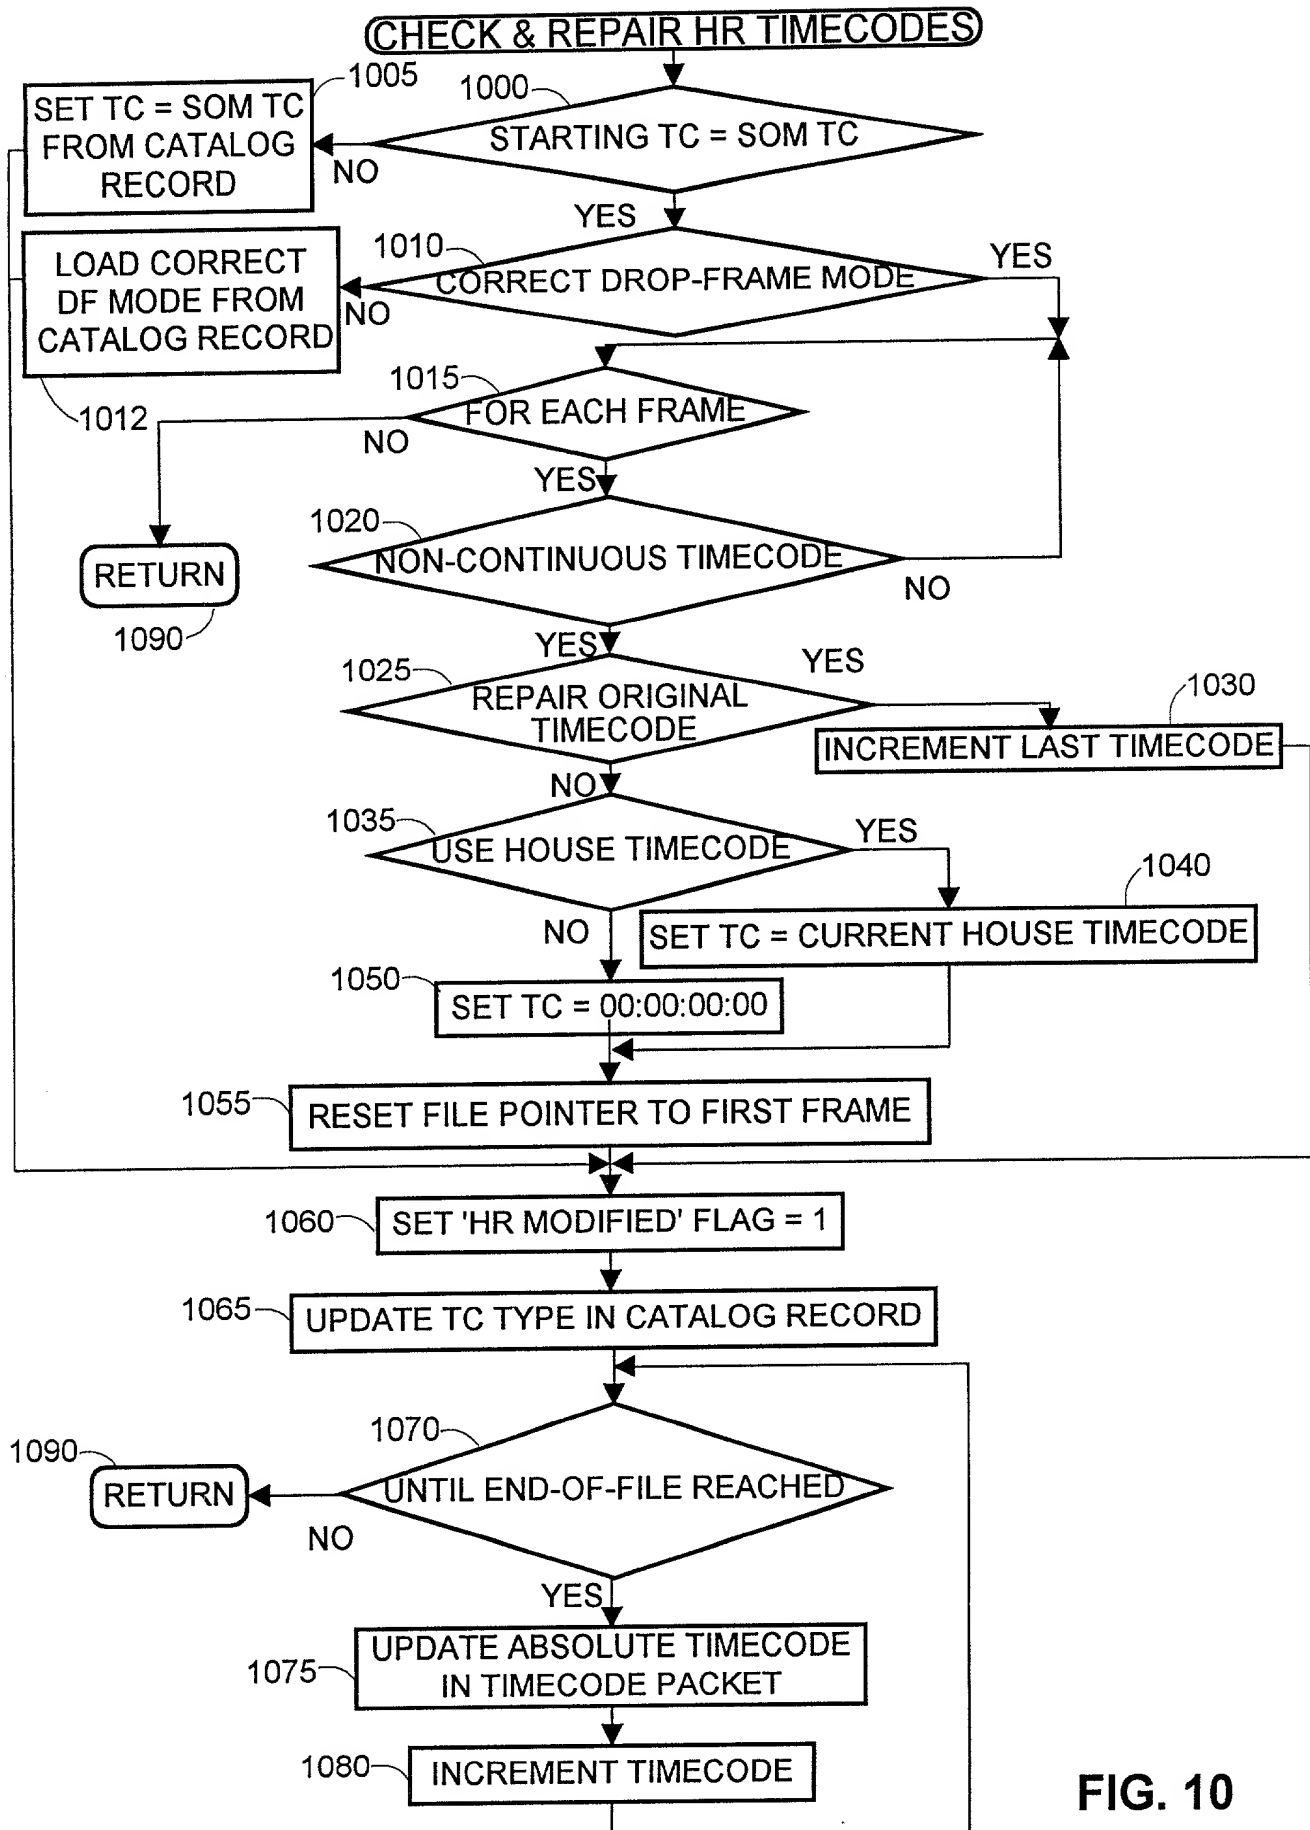 CHECK & REPAIR HR TIMECODES
1005
1000
SET TC = SOM TC
FROM CATALOG
RECORD
STARTING TC = SOM TC
NO
YES
1010
LOAD CORRECT
DF MODE FROM
CATALOG RECORD
CORRECT DROP-FRAME MODE
YES
NO
1012
1015
FOR EACH FRAME
NO
YES
1020
NON-CONTINUOUS TIMECODE
NO
RETURN
1090
YES
1025
REPAIR ORIGINAL
TIMECODE
YES
1030
INCREMENT LAST TIMECODE
NO
1035
USE HOUSE TIMECODE
YES
1040
SET TC = CURRENT HOUSE TIMECODE
NO
1050
SET TC = 00:00:00:00
1055
RESET FILE POINTER TO FIRST FRAME
1060
SET 'HR MODIFIED' FLAG = 1
1065
UPDATE TC TYPE IN CATALOG RECORD
1070
UNTIL END-OF-FILE REACHED
1090
RETURN
NO
YES
1075
UPDATE ABSOLUTE TIMECODE
IN TIMECODE PACKET
1080
INCREMENT TIMECODE
FIG. 10